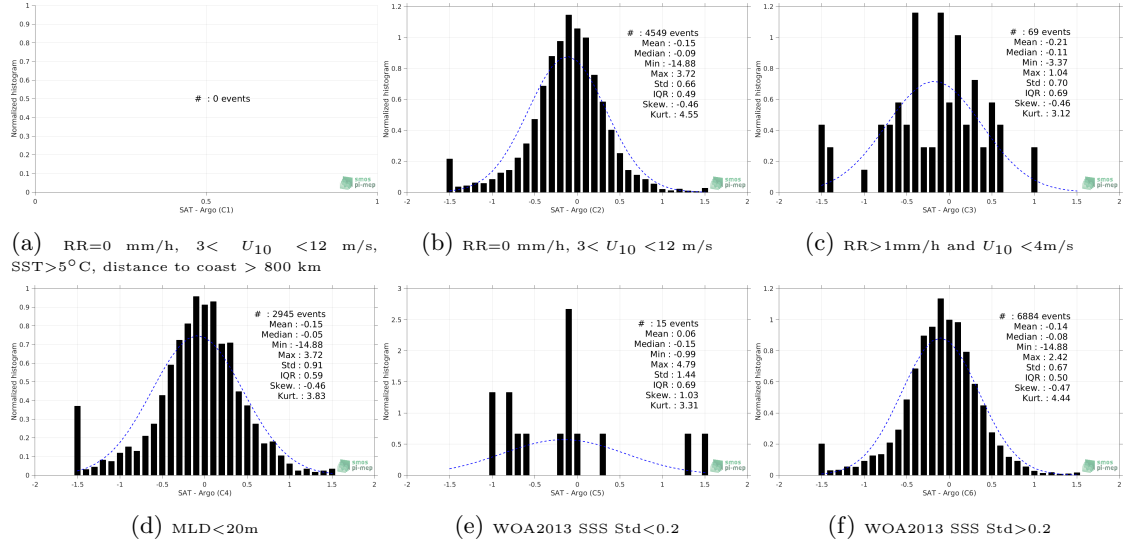 1
0.9
0.8
0.7
0.6
0.5
0.4
0.3
0.2
0.1
0
Normalized histogram
# : 0 events
smos
pi-mep
0 0.5 1
SAT - Argo (C1)
(a) RR=0 mm/h, 3< U10 <12 m/s,
SST>5°C, distance to coast > 800 km
1.2
1
0.8
0.6
0.4
0.2
0
Normalized histogram
# : 4549 events
Mean : -0.15
Median : -0.09
Min : -14.88
Max : 3.72
Std : 0.66
IQR : 0.49
Skew. : -0.46
Kurt. : 4.55
smos
pi-mep
-2 -1.5 -1 -0.5 0 0.5 1 1.5 2
SAT - Argo (C2)
(b) RR=0 mm/h, 3< U10 <12 m/s
1.2
1
0.8
0.6
0.4
0.2
0
Normalized histogram
# : 69 events
Mean : -0.21
Median : -0.11
Min : -3.37
Max : 1.04
Std : 0.70
IQR : 0.69
Skew. : -0.46
Kurt. : 3.12
smos
pi-mep
-2 -1.5 -1 -0.5 0 0.5 1 1.5 2
SAT - Argo (C3)
(c) RR>1mm/h and U10 <4m/s
1
0.9
0.8
0.7
0.6
0.5
0.4
0.3
0.2
0.1
0
Normalized histogram
# : 2945 events
Mean : -0.15
Median : -0.05
Min : -14.88
Max : 3.72
Std : 0.91
IQR : 0.59
Skew. : -0.46
Kurt. : 3.83
smos
pi-mep
-2 -1.5 -1 -0.5 0 0.5 1 1.5 2
SAT - Argo (C4)
(d) MLD<20m
3
2.5
2
1.5
1
0.5
0
Normalized histogram
# : 15 events
Mean : 0.06
Median : -0.15
Min : -0.99
Max : 4.79
Std : 1.44
IQR : 0.69
Skew. : 1.03
Kurt. : 3.31
smos
pi-mep
-2 -1.5 -1 -0.5 0 0.5 1 1.5 2
SAT - Argo (C5)
(e) WOA2013 SSS Std<0.2
1.2
1
0.8
0.6
0.4
0.2
0
Normalized histogram
# : 6884 events
Mean : -0.14
Median : -0.08
Min : -14.88
Max : 2.42
Std : 0.67
IQR : 0.50
Skew. : -0.47
Kurt. : 4.44
smos
pi-mep
-2 -1.5 -1 -0.5 0 0.5 1 1.5 2
SAT - Argo (C6)
(f) WOA2013 SSS Std>0.2